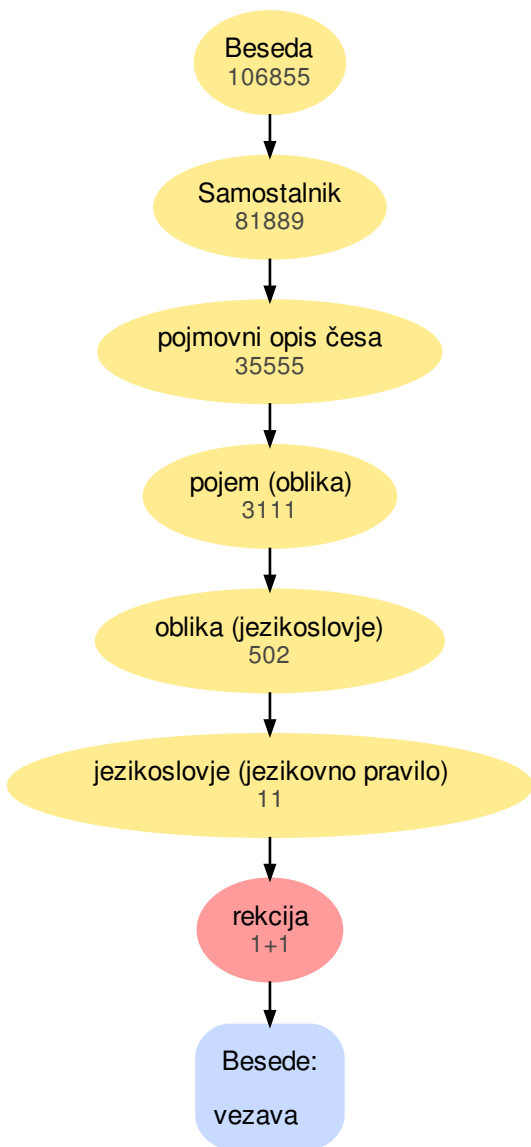 Beseda
106855
Samostalnik
81889
pojmovni opis česa
35555
pojem (oblika)
3111
oblika (jezikoslovje)
502
jezikoslovje (jezikovno pravilo)
11
rekcija
1+1
Besede:
vezava